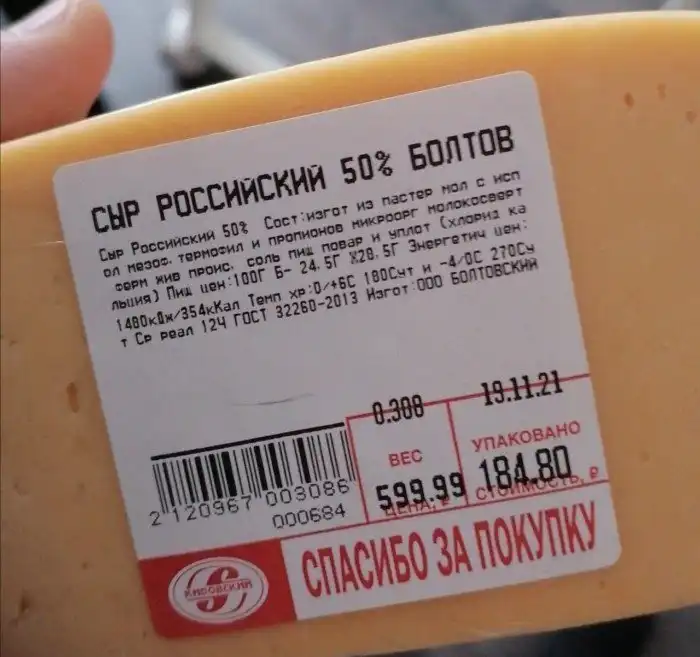 СЫР РОССИЙСКИЙ 50% БОЛТОВ
Сыр Российский 50% Сост:изгот из пастер мол с исп
ол мезоф. термофил и пропионов микроорг молокосверт
ферм жив проис, соль пищ повар и уплот (хлорид ка
льция) Пищ цен:100Г Б- 24.5Г Ж28.5Г Энергетич цен:
1480кДж/354кКал Темп хр:0/+6С 180Сут и -4/0С 270Су
т Ср реал 12Ч ГОСТ 32260-2013 Изгот:ООО БОЛТОВСКИЙ
0.308
19.11.21
ВЕС
УПАКОВАНО
599.99
184.80
ЦЕНА, ₽
СТОИМОСТЬ, ₽
2 120967 003086
000684
КИРОВСКИЙ
СПАСИБО ЗА ПОКУПКУ